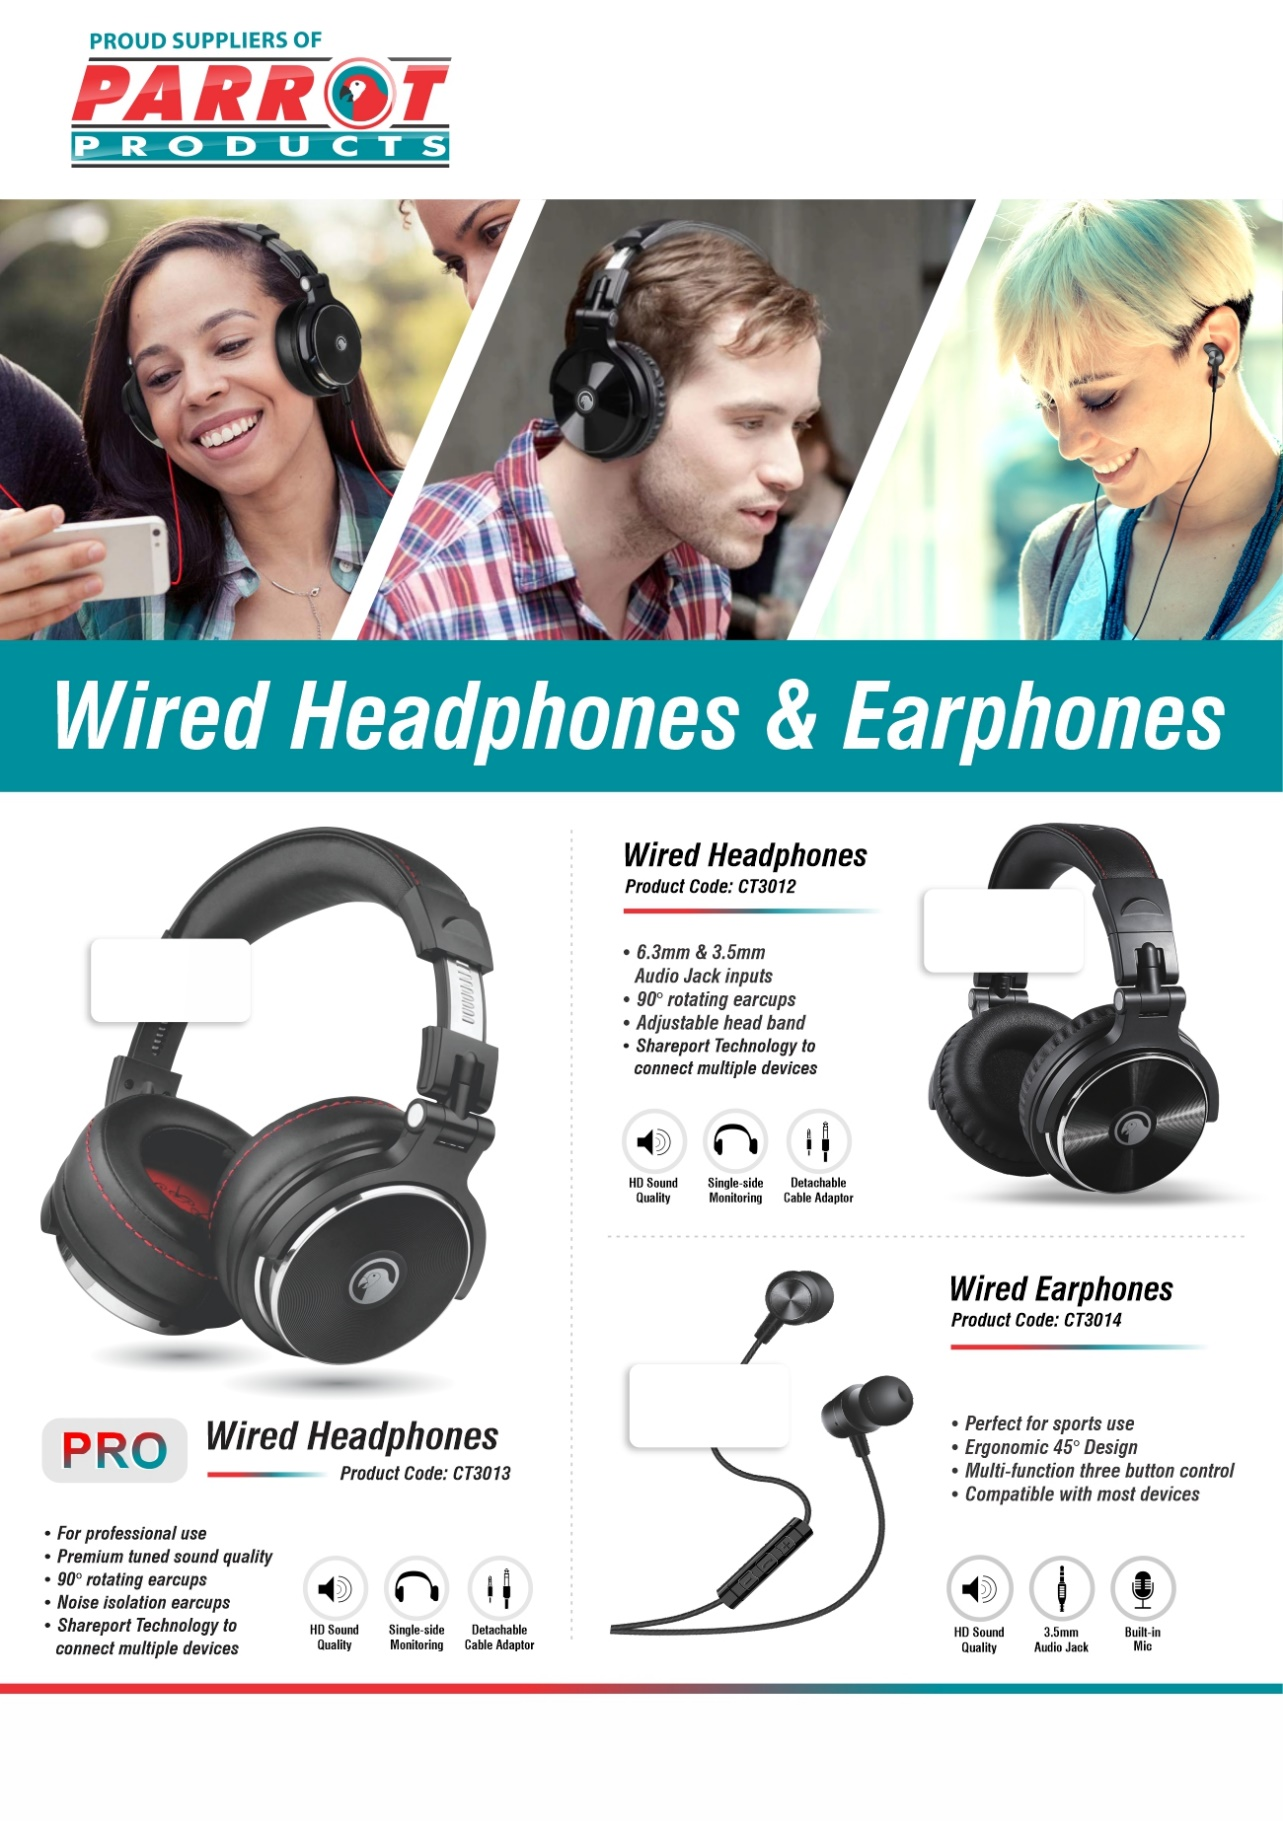 PROUD SUPPLIERS OF
PARROT
PRODUCTS
Wired Headphones & Earphones
PRO
Wired Headphones
Product Code: CT3013
• For professional use
• Premium tuned sound quality
• 90° rotating earcups
• Noise isolation earcups
• Shareport Technology to
connect multiple devices
HD Sound
Quality
Single-side
Monitoring
Detachable
Cable Adaptor
Wired Headphones
Product Code: CT3012
• 6.3mm & 3.5mm
Audio Jack inputs
• 90° rotating earcups
• Adjustable head band
• Shareport Technology to
connect multiple devices
HD Sound
Quality
Single-side
Monitoring
Detachable
Cable Adaptor
Wired Earphones
Product Code: CT3014
• Perfect for sports use
• Ergonomic 45° Design
• Multi-function three button control
• Compatible with most devices
HD Sound
Quality
3.5mm
Audio Jack
Built-in
Mic